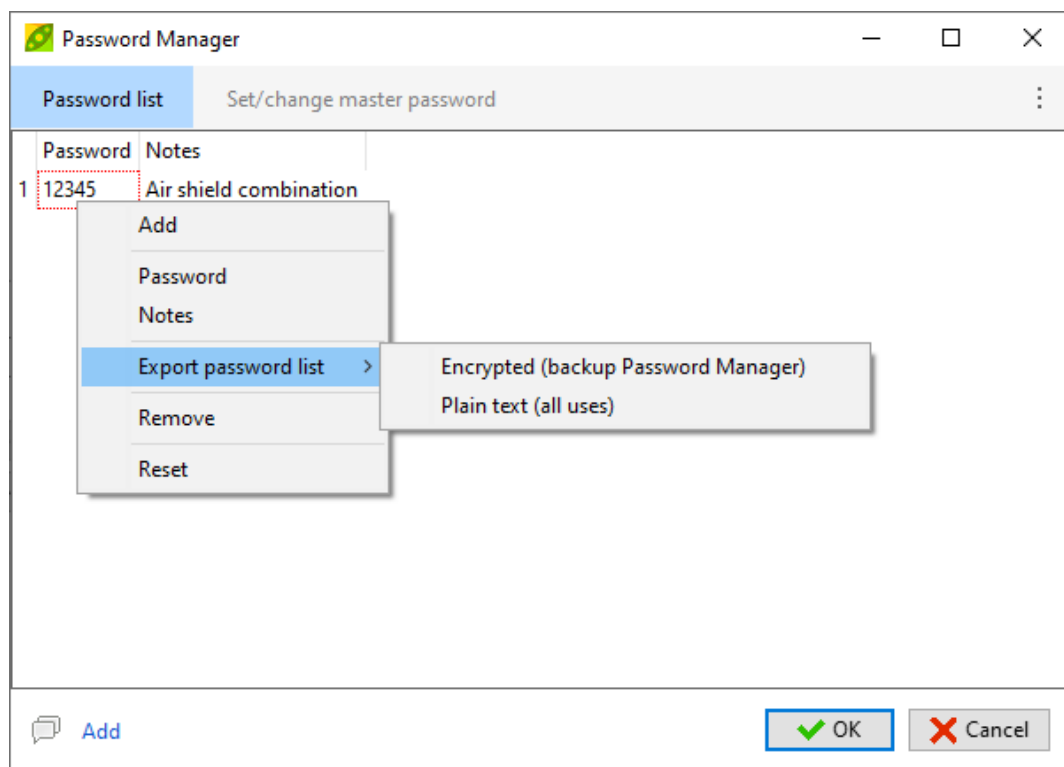 Password Manager
Password list Set/change master password
Password Notes
1 12345 Air shield combination
Add
Password
Notes
Export password list
Encrypted (backup Password Manager)
Plain text (all uses)
Remove
Reset
Add OK Cancel